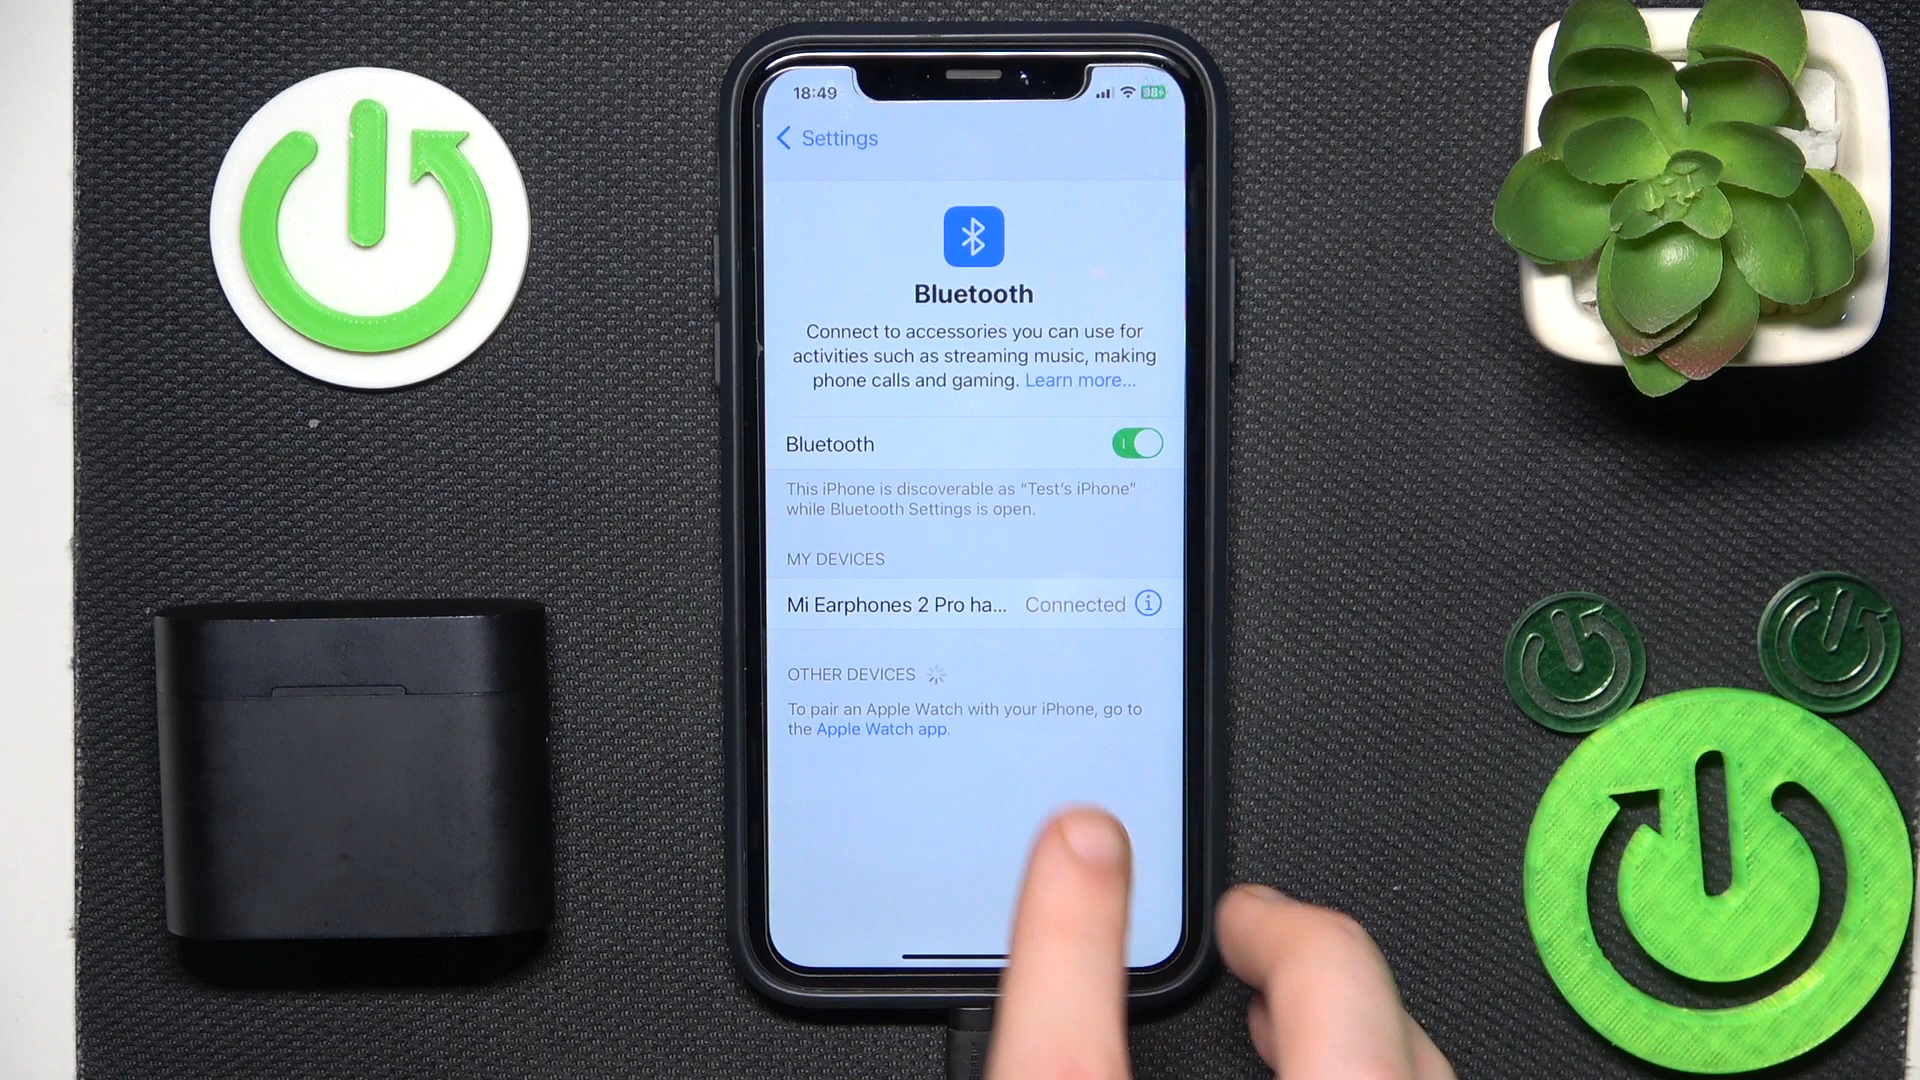 18:49
98
Settings
Bluetooth
Connect to accessories you can use for
activities such as streaming music, making
phone calls and gaming. Learn more...
Bluetooth
This iPhone is discoverable as “Test's iPhone”
while Bluetooth Settings is open.
MY DEVICES
Mi Earphones 2 Pro ha... Connected
OTHER DEVICES
To pair an Apple Watch with your iPhone, go to
the Apple Watch app.